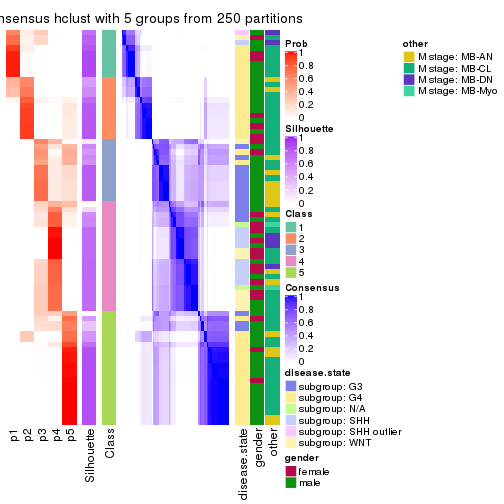 nsensus hclust with 5 groups from 250 partitions
Prob
1
0.8
0.6
0.4
0.2
0
Silhouette
1
0.8
0.6
0.4
0.2
0
Class
1
2
3
4
5
Consensus
1
0.8
0.6
0.4
0.2
0
disease.state
subgroup: G3
subgroup: G4
subgroup: N/A
subgroup: SHH
subgroup: SHH outlier
subgroup: WNT
gender
female
male
other
M stage: MB-AN
M stage: MB-CL
M stage: MB-DN
M stage: MB-Myo
p1
p2
p3
p4
p5
Silhouette
Class
disease.state
gender
other